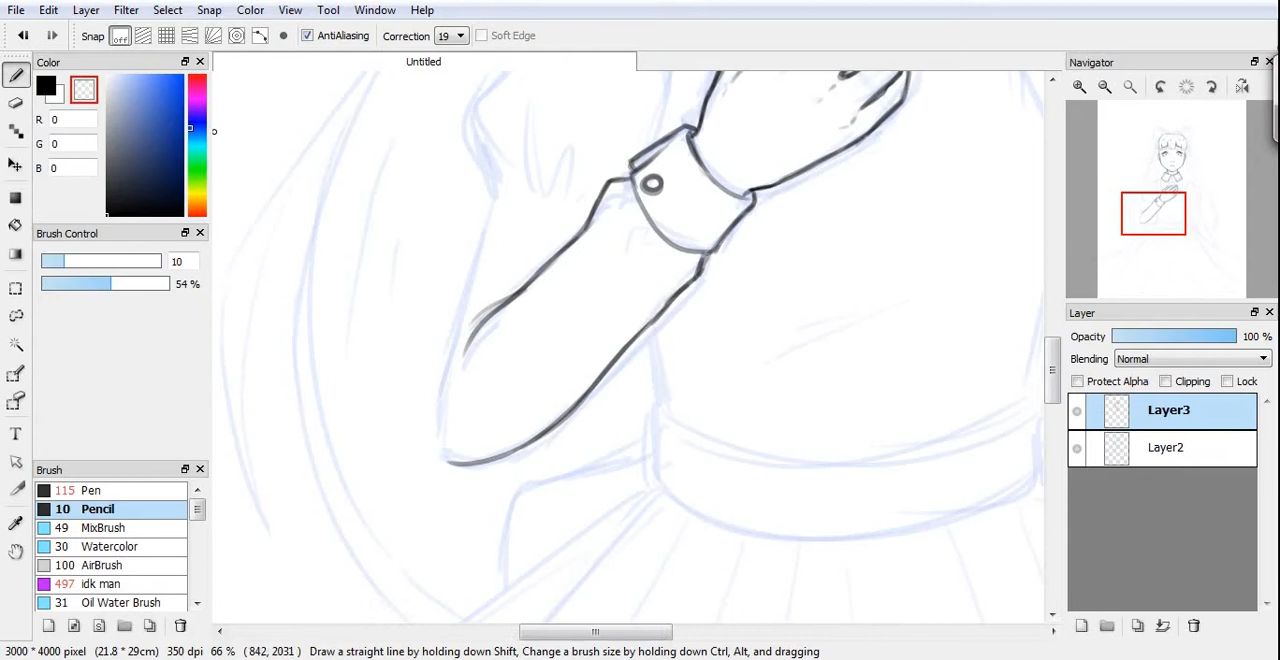 File Edit Layer Filter Select Snap Color View Tool Window Help
Snap off AntiAliasing Correction 19 Soft Edge
Color
R 0
G 0
B 0
Brush Control
10
54 %
Brush
115 Pen
10 Pencil
49 MixBrush
30 Watercolor
100 AirBrush
497 idk man
31 Oil Water Brush
Untitled
Navigator
Layer
Opacity 100 %
Blending Normal
Protect Alpha Clipping Lock
Layer3
Layer2
3000 * 4000 pixel (21.8 * 29cm) 350 dpi 66 % ( 842, 2031 ) Draw a straight line by holding down Shift, Change a brush size by holding down Ctrl, Alt, and dragging